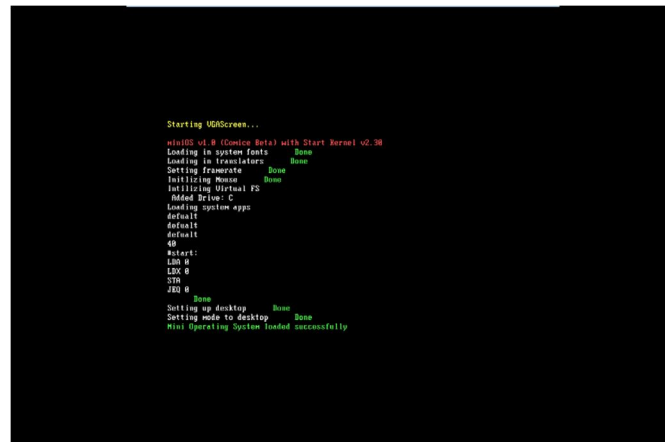 Starting VGAScreen...
miniOS v1.0 (Comice Beta) with Start Kernel v2.30
Loading in system fonts Done
Loading in translators Done
Setting framerate Done
Initlizing Mouse Done
Intilizing Virtual FS
Added Drive: C
Loading system apps
defualt
defualt
defualt
40
#start:
LDA 0
LDX 0
STA
JEQ 0
Done
Setting up desktop Done
Setting mode to desktop Done
Mini Operating System loaded successfully